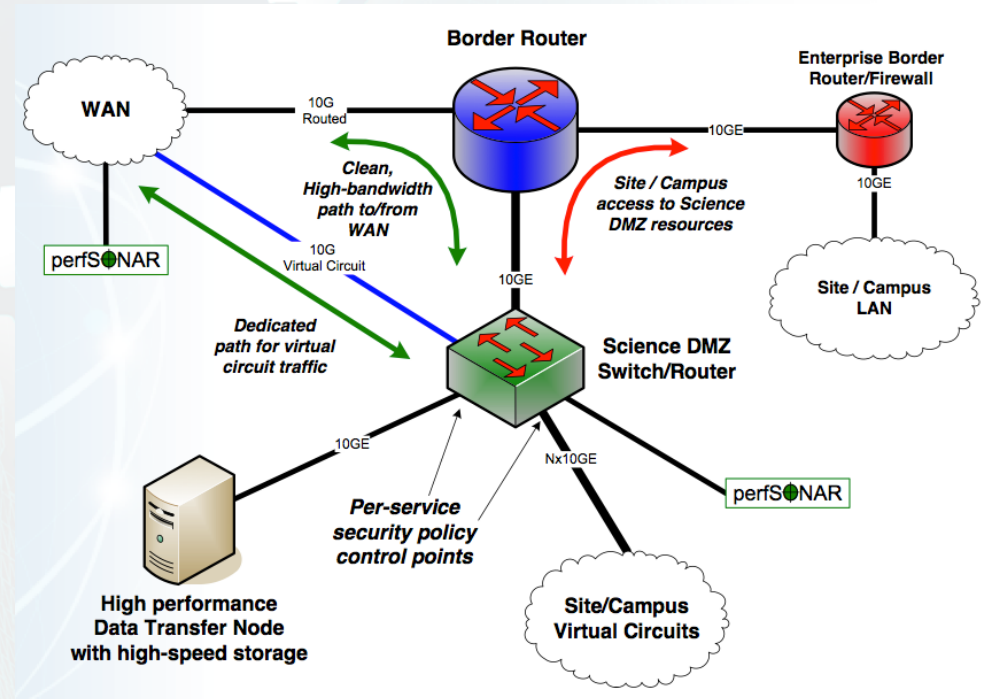 Border Router
Enterprise Border
Router/Firewall
WAN
10G
Routed
10GE
Clean,
High-bandwidth
path to/from
WAN
Site / Campus
access to Science
DMZ resources
10GE
perfSONAR
10G
Virtual Circuit
10GE
Site / Campus
LAN
Dedicated
path for virtual
circuit traffic
Science DMZ
Switch/Router
10GE
Nx10GE
perfSONAR
Per-service
security policy
control points
High performance
Data Transfer Node
with high-speed storage
Site/Campus
Virtual Circuits